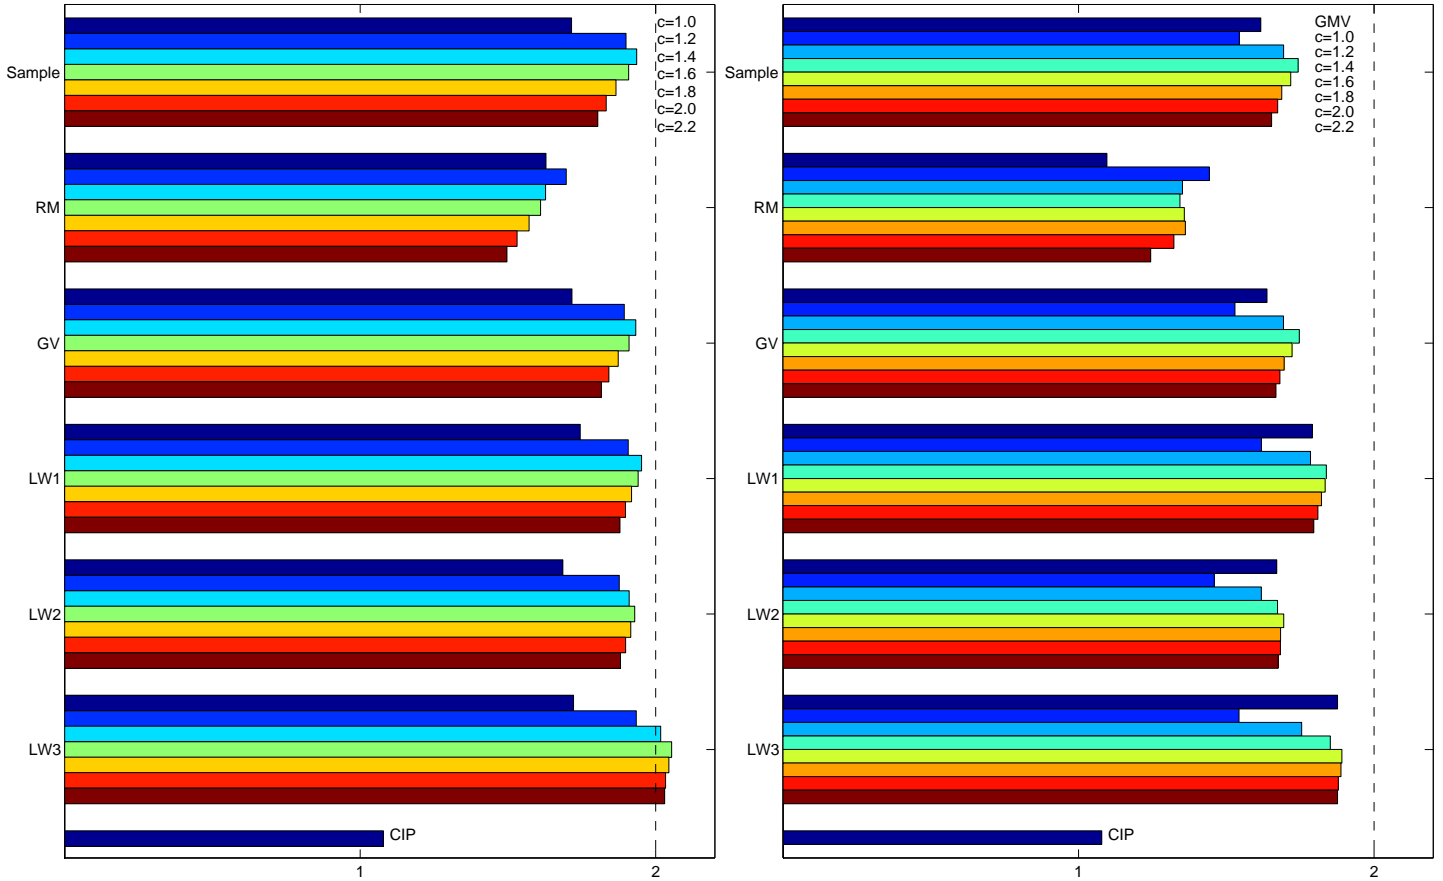 c=1.0
c=1.2
c=1.4
c=1.6
c=1.8
c=2.0
c=2.2
Sample
RM
GV
LW1
LW2
LW3
CIP
1
2
GMV
c=1.0
c=1.2
c=1.4
c=1.6
c=1.8
c=2.0
c=2.2
Sample
RM
GV
LW1
LW2
LW3
CIP
1
2